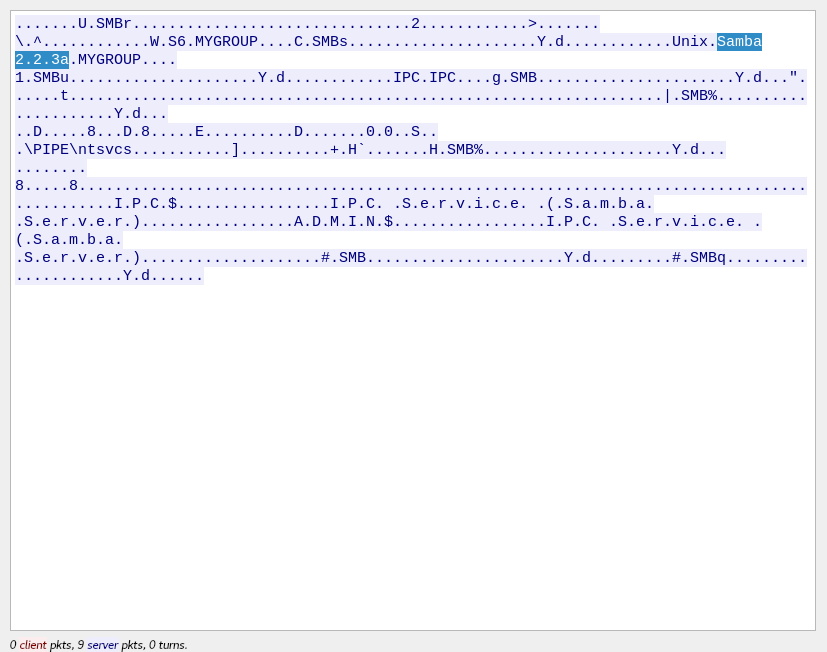 .......U.SMBr...............................2............>.......
\.^............W.S6.MYGROUP....C.SMBs.....................Y.d............Unix.Samba
2.2.3a.MYGROUP....
1.SMBu.....................Y.d............IPC.IPC....g.SMB......................Y.d...".
.....t..................................................................|.SMB%..........
...........Y.d...
..D.....8...D.8.....E..........D.......0.0..S..
.\PIPE\ntsvcs...........]..........+.H`.......H.SMB%.....................Y.d...
........
8.....8.................................................................................
...........I.P.C.$.................I.P.C. .S.e.r.v.i.c.e. .(.S.a.m.b.a.
.S.e.r.v.e.r.).................A.D.M.I.N.$.................I.P.C. .S.e.r.v.i.c.e. .
(.S.a.m.b.a.
.S.e.r.v.e.r.)....................#.SMB......................Y.d.........#.SMBq.........
............Y.d......
0 client pkts, 9 server pkts, 0 turns.